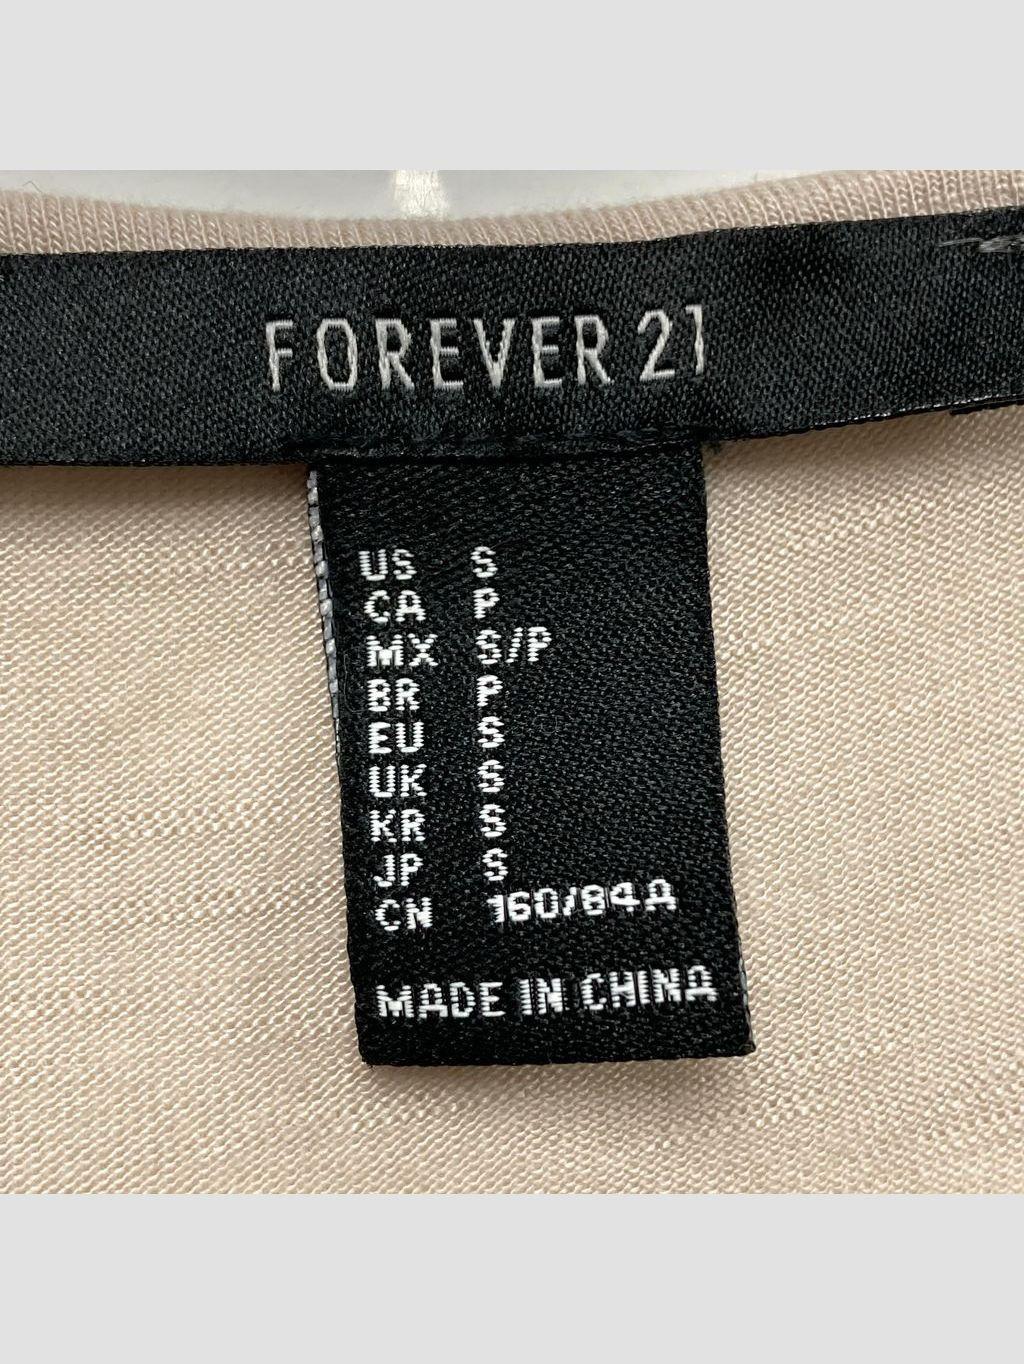 FOREVER 21
US S
CA P
MX S/P
BR P
EU S
UK S
KR S
JP S
CN 160/84A
MADE IN CHINA